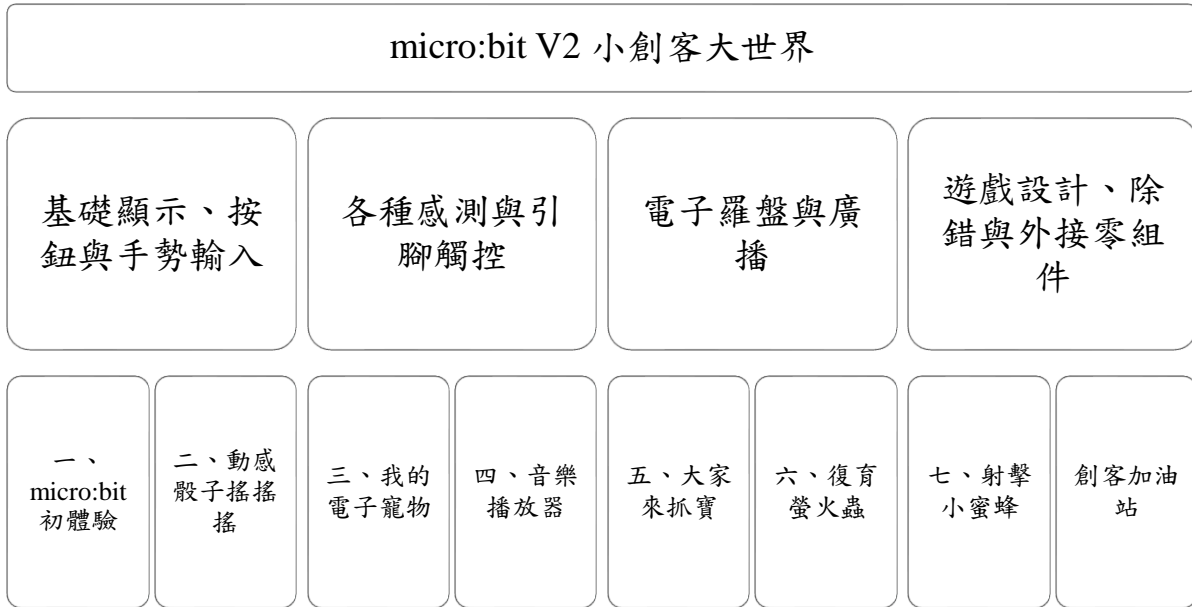 micro:bit V2 小創客大世界
基礎顯示、按
鈕與手勢輸入
各種感測與引
腳觸控
電子羅盤與廣
播
遊戲設計、除
錯與外接零組
件
一、
micro:bit
初體驗
二、動感
骰子搖搖
搖
三、我的
電子寵物
四、音樂
播放器
五、大家
來抓寶
六、復育
螢火蟲
七、射擊
小蜜蜂
創客加油
站